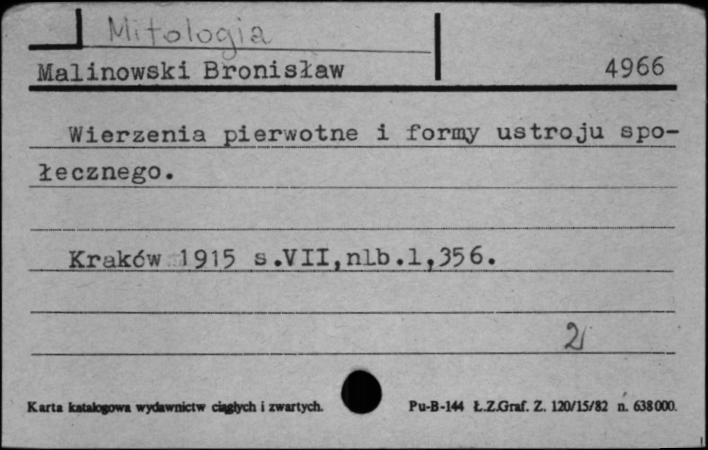 Mitologia
Malinowski Bronisław 4966
Wierzenia pierwotne i formy ustroju spo-
łecznego.
Kraków 1915 s.VII,nlb.1,356.
2
Karta katalogowa wydawnictw ciągłych i zwartych. Pu-B-144 Ł.Z.Graf. Z. 120/15/82 n. 638000.